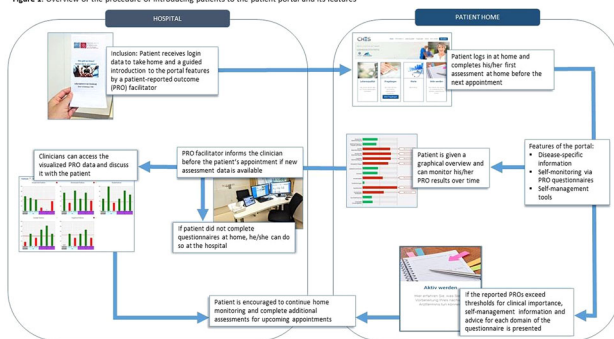 Figure 1. Overview of the procedure of introducing patients to the patient portal and its features
HOSPITAL
PATIENT HOME
Inclusion: Patient receives login
data to take home and a guided
introduction to the portal features
by a patient-reported outcome
(PRO) facilitator
CHES
Patient logs in at home and
completes his/her first
assessment at home before the
next appointment
Clinicians can access the
visualized PRO data and discuss
it with the patient
PRO facilitator informs the clinician
before the patient's appointment if new
assessment data is available
Patient is given a
graphical overview and
can monitor his/her
PRO results over time
Features of the portal:
▪ Disease-specific
information
▪ Self-monitoring via
PRO questionnaires
▪ Self-management
tools
If patient did not complete
questionnaires at home, he/she can do
so at the hospital
Aktiv werden
Patient is encouraged to continue home
monitoring and complete additional
assessments for upcoming appointments
If the reported PROs exceed
thresholds for clinical importance,
self-management information and
advice for each domain of the
questionnaire is presented